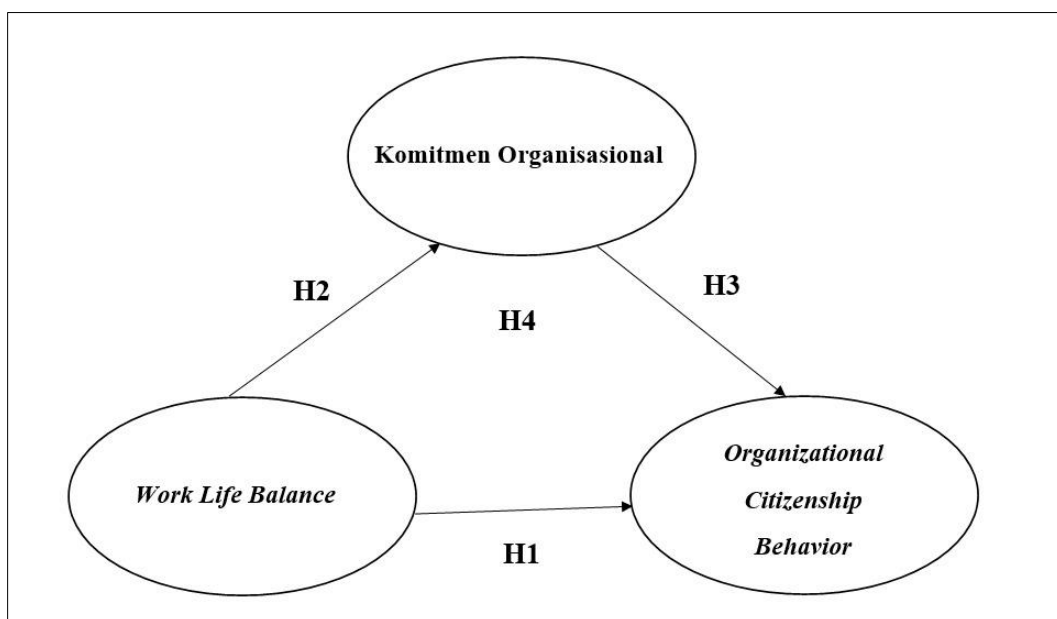 Komitmen Organisasional
H2
H3
H4
Work Life Balance
Organizational
Citizenship
Behavior
H1